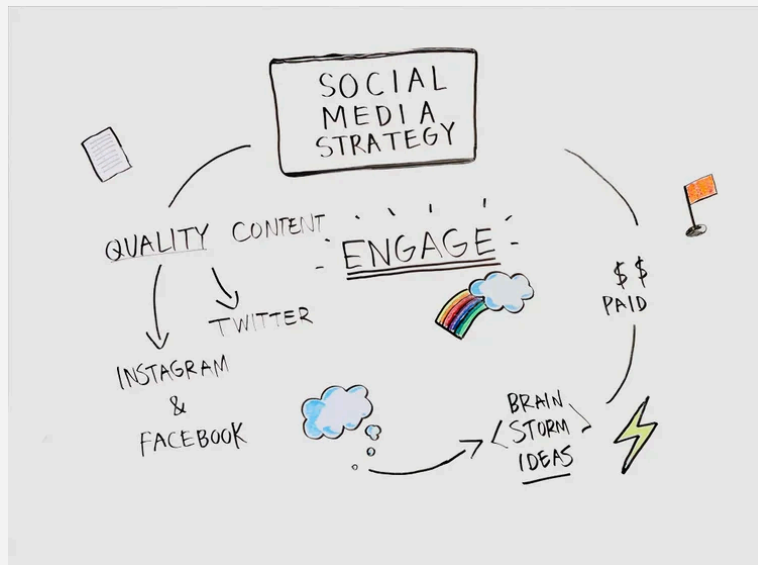 SOCIAL
MEDIA
STRATEGY
QUALITY CONTENT
ENGAGE
TWITTER
INSTAGRAM
&
FACEBOOK
$$
PAID
BRAIN
STORM
IDEAS